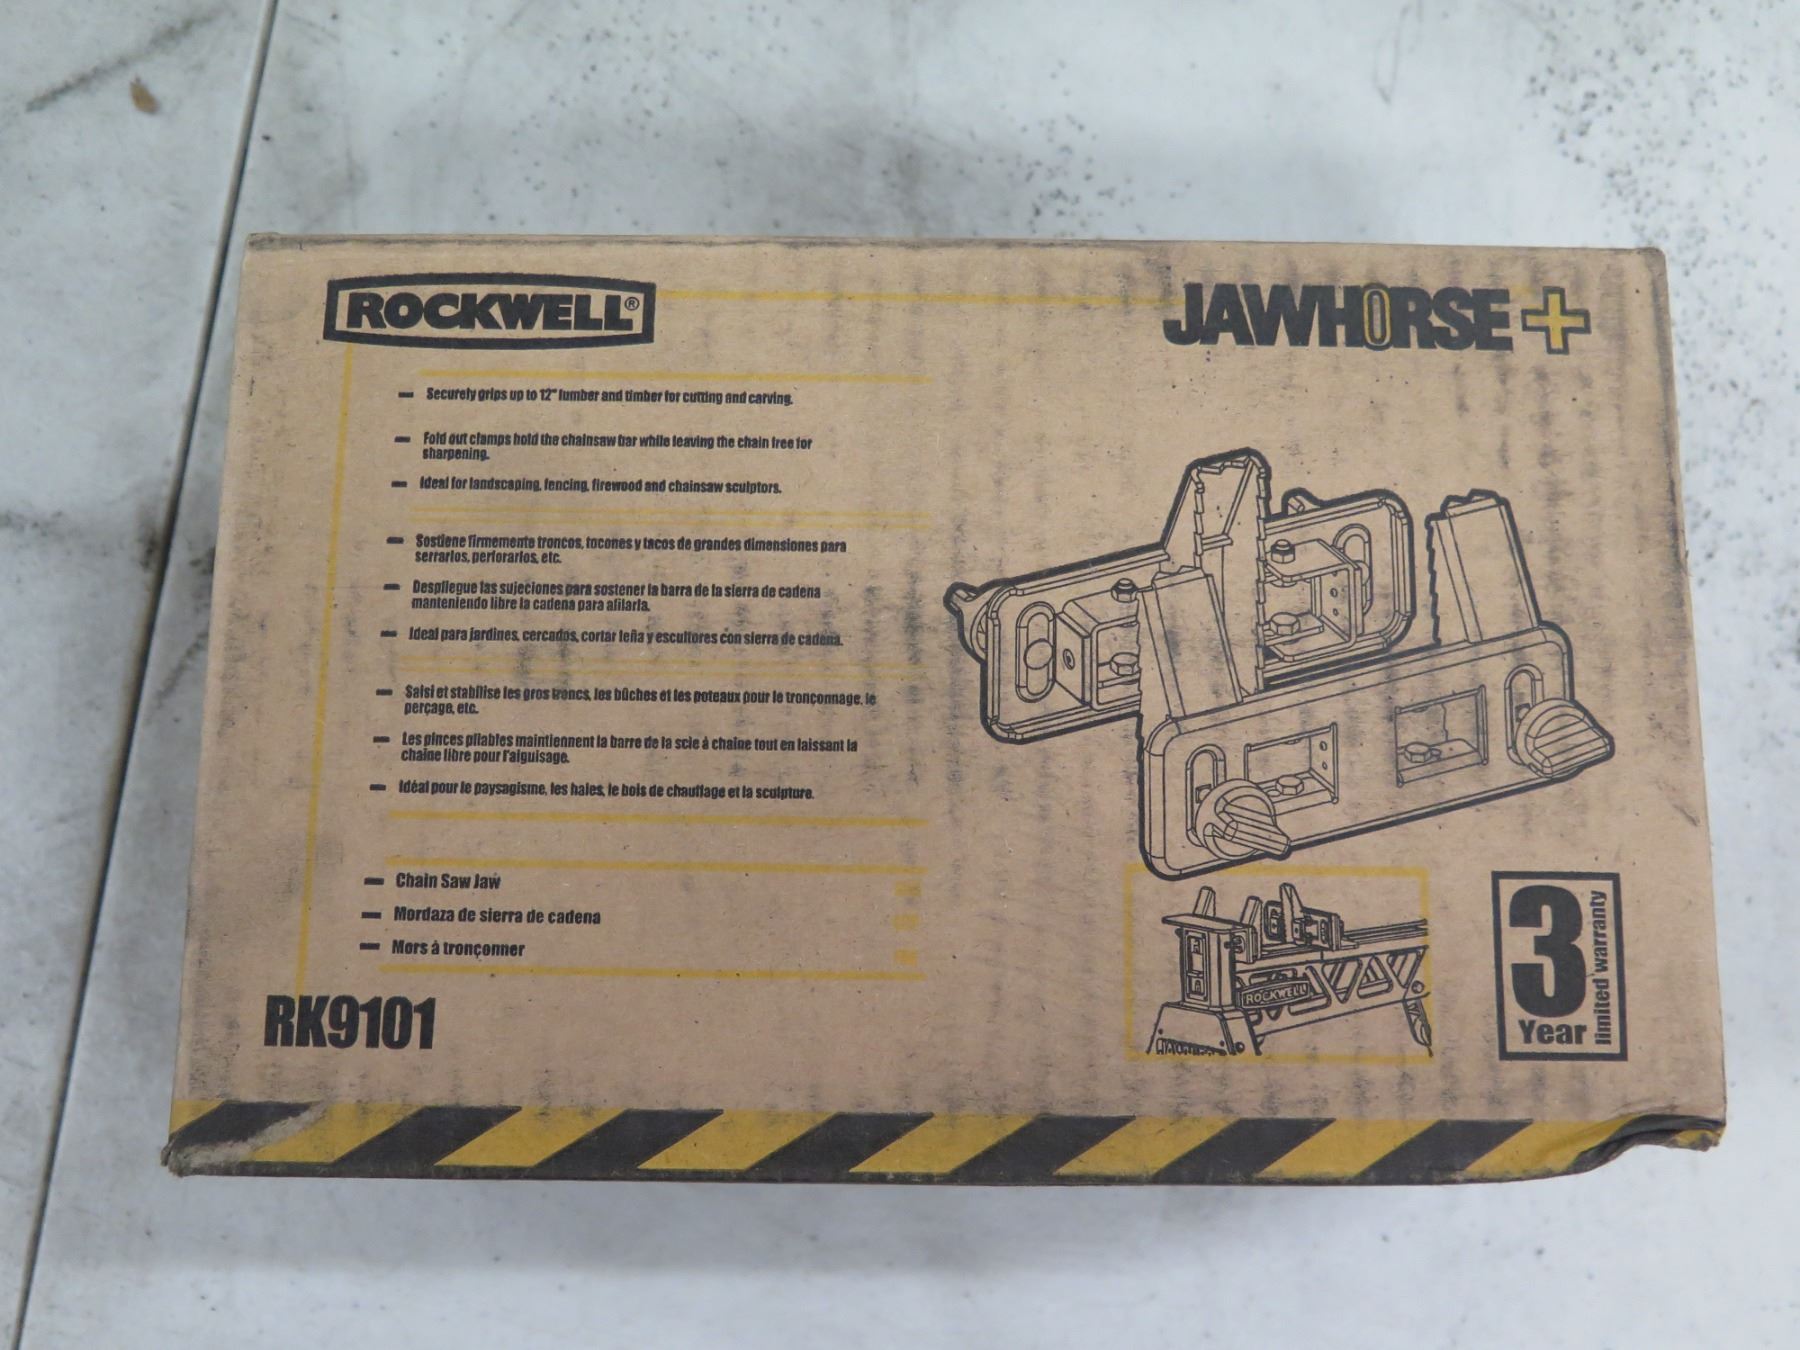 ROCKWELL®
JAWHORSE+
Securely grips up to 12" lumber and timber for cutting and carving.
Fold out clamps hold the chainsaw bar while leaving the chain free for
sharpening.
Ideal for landscaping, fencing, firewood and chainsaw sculptors.
Sostiene firmemente troncos, tocones y tacos de grandes dimensiones para
serrarlos, perforarlos, etc.
Despliegue las sujeciones para sostener la barra de la sierra de cadena
manteniendo libre la cadena para afilarla.
Ideal para jardines, cercados, cortar leña y escultores con sierra de cadena.
Saisi et stabilise les gros troncs, les bûches et les poteaux pour le tronçonnage, le
perçage, etc.
Les pinces pliables maintiennent la barre de la scie à chaîne tout en laissant la
chaîne libre pour l'aiguisage.
Idéal pour le paysagisme, les haies, le bois de chauffage et la sculpture.
Chain Saw Jaw
Mordaza de sierra de cadena
Mors à tronçonner
RK9101
ROCKWELL
3
Year
limited warranty